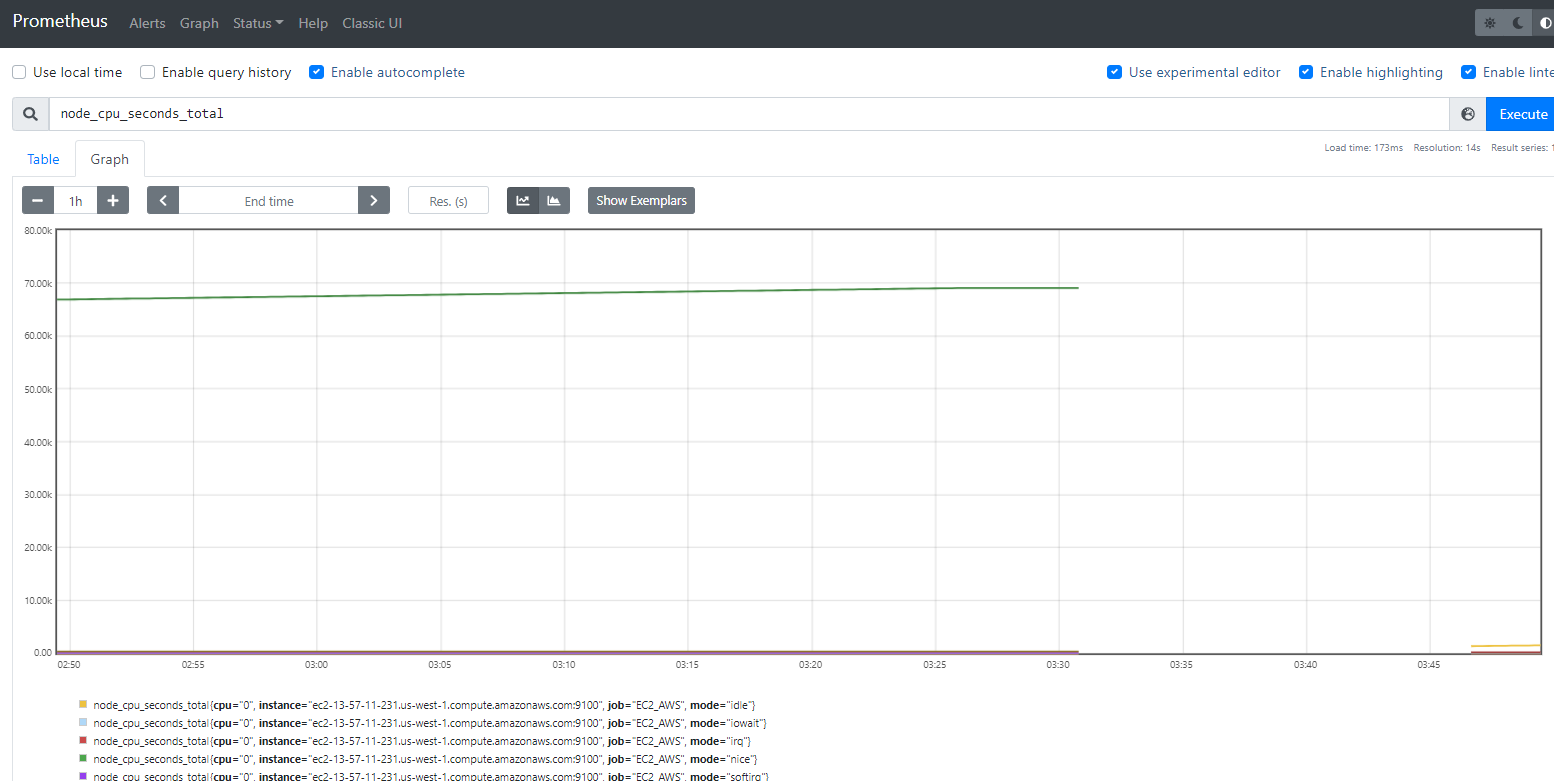 Prometheus Alerts Graph Status Help Classic UI
Use local time Enable query history Enable autocomplete Use experimental editor Enable highlighting Enable linte
node_cpu_seconds_total Execute
Load time: 173ms Resolution: 14s Result series: 1
Table Graph
1h End time Res. (s) Show Exemplars
80.00k
70.00k
60.00k
50.00k
40.00k
30.00k
20.00k
10.00k
0.00
02:50 02:55 03:00 03:05 03:10 03:15 03:20 03:25 03:30 03:35 03:40 03:45
node_cpu_seconds_total{cpu="0", instance="ec2-13-57-11-231.us-west-1.compute.amazonaws.com:9100", job="EC2_AWS", mode="idle"}
node_cpu_seconds_total{cpu="0", instance="ec2-13-57-11-231.us-west-1.compute.amazonaws.com:9100", job="EC2_AWS", mode="iowait"}
node_cpu_seconds_total{cpu="0", instance="ec2-13-57-11-231.us-west-1.compute.amazonaws.com:9100", job="EC2_AWS", mode="irq"}
node_cpu_seconds_total{cpu="0", instance="ec2-13-57-11-231.us-west-1.compute.amazonaws.com:9100", job="EC2_AWS", mode="nice"}
node_cpu_seconds_total{cpu="0", instance="ec2-13-57-11-231.us-west-1.compute.amazonaws.com:9100", job="EC2_AWS", mode="softirq"}